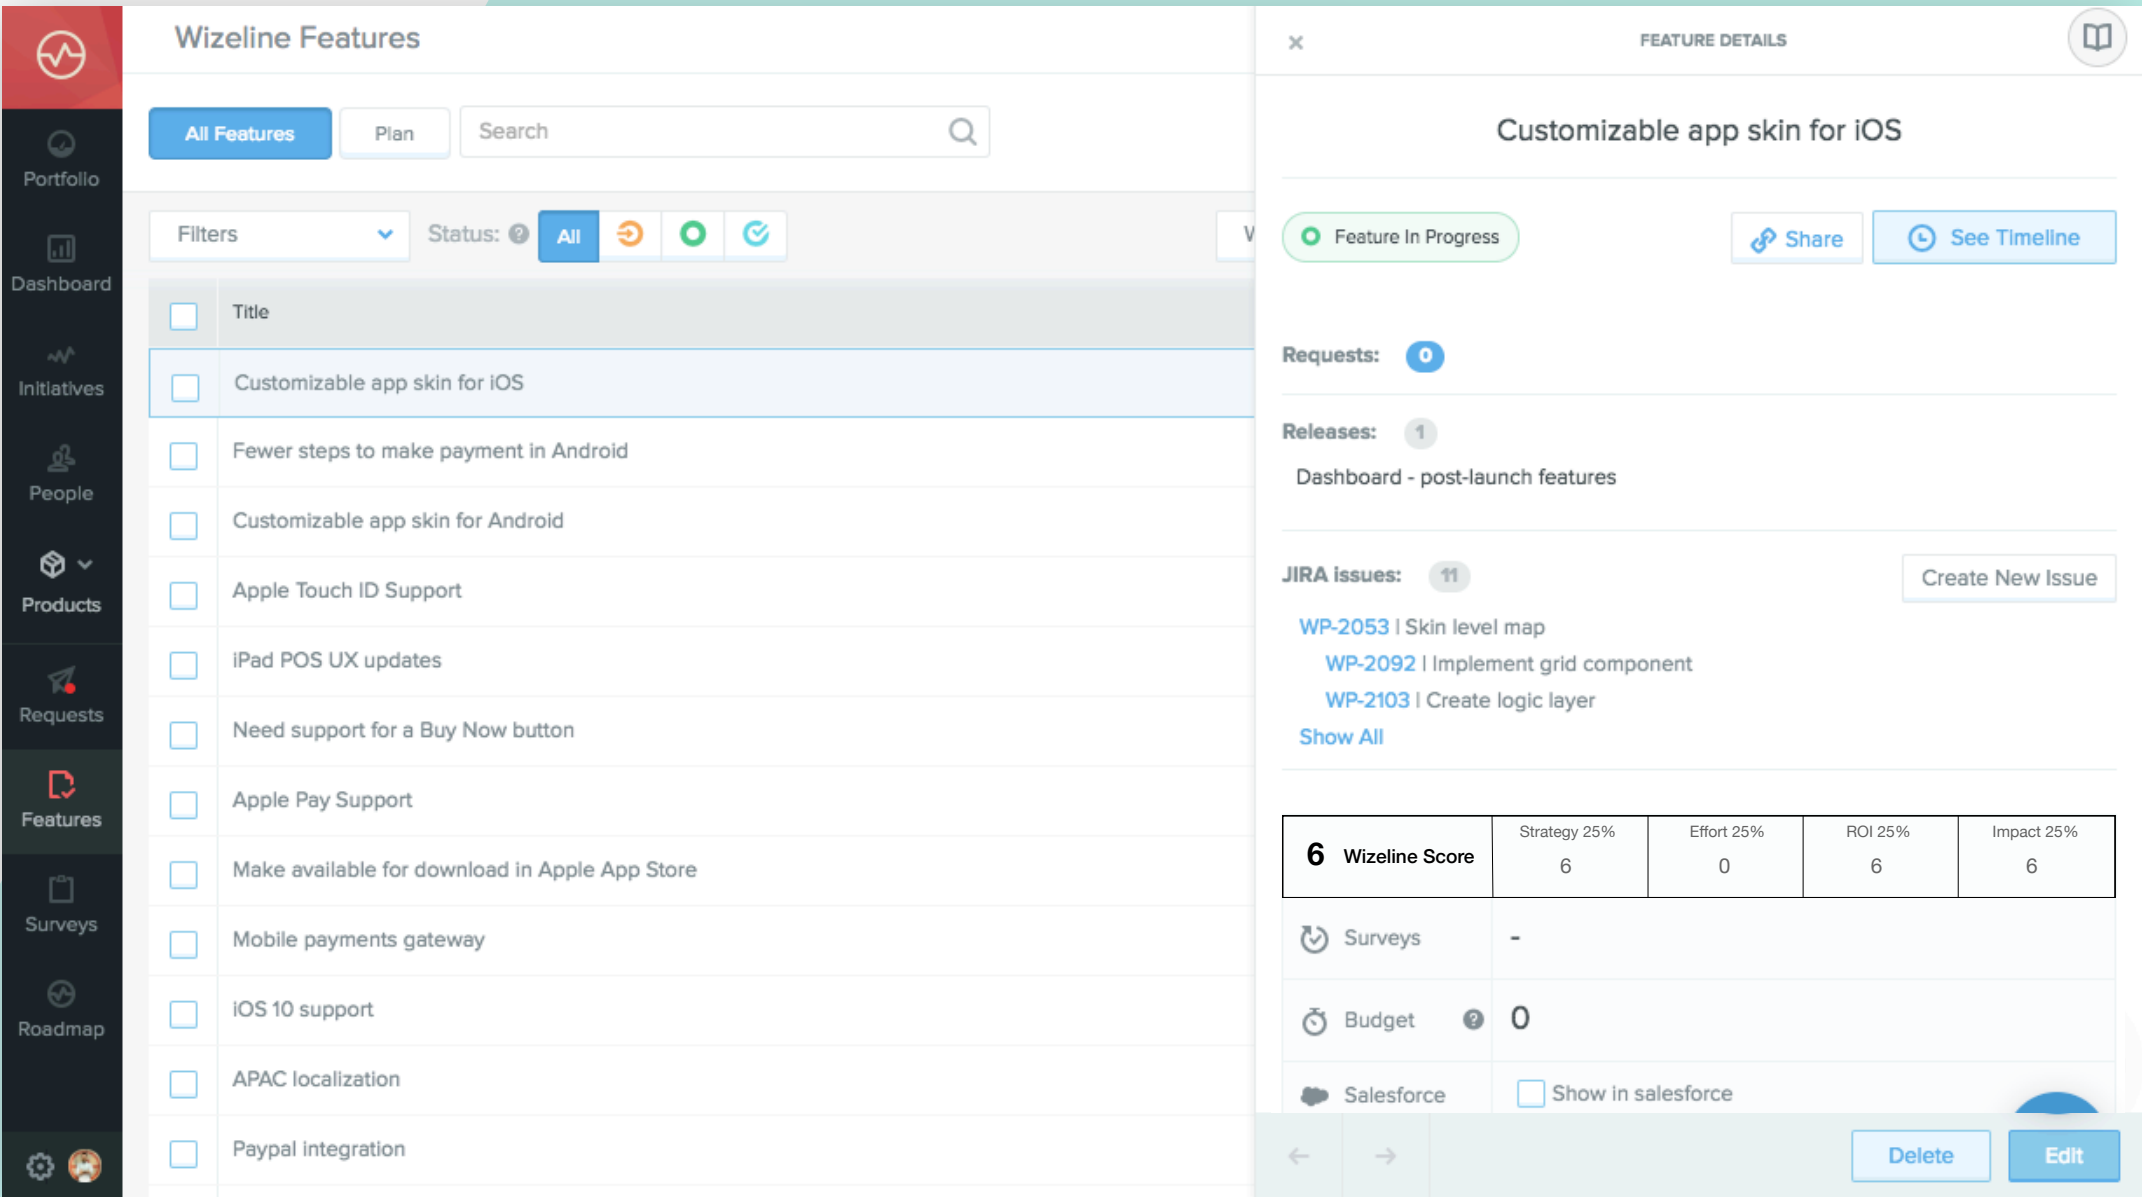 Wizeline Features
FEATURE DETAILS
Portfolio
Dashboard
Initiatives
People
Products
Requests
Features
Surveys
Roadmap
All Features
Plan
Search
Filters
Status:
All
Title
Customizable app skin for iOS
Fewer steps to make payment in Android
Customizable app skin for Android
Apple Touch ID Support
iPad POS UX updates
Need support for a Buy Now button
Apple Pay Support
Make available for download in Apple App Store
Mobile payments gateway
iOS 10 support
APAC localization
Paypal integration
Customizable app skin for iOS
Feature In Progress
Share
See Timeline
Requests: 0
Releases: 1
Dashboard - post-launch features
JIRA issues: 11
Create New Issue
WP-2053 | Skin level map
WP-2092 | Implement grid component
WP-2103 | Create logic layer
Show All
6 Wizeline Score
Strategy 25%
6
Effort 25%
0
ROI 25%
6
Impact 25%
6
Surveys -
Budget ? 0
Salesforce
Show in salesforce
Delete
Edit